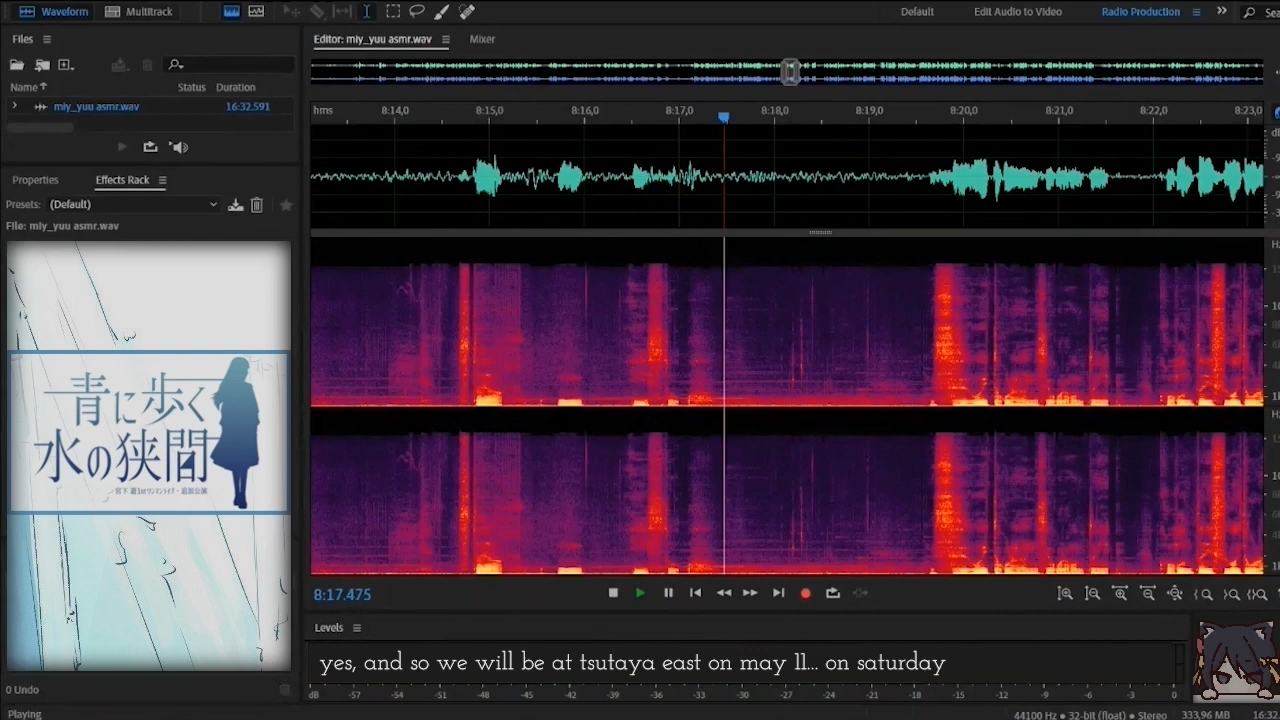 Waveform Multitrack Default Edit Audio to Video Radio Production Sea
Files
Name Status Duration
miy_yuu asmr.wav 16:32.591
Properties Effects Rack
Presets: (Default)
File: miy_yuu asmr.wav
青に歩く
水の狭間
0 Undo
Playing
Editor: miy_yuu asmr.wav Mixer
hms 8:14,0 8:15,0 8:16,0 8:17,0 8:18,0 8:19,0 8:20,0 8:21,0 8:22,0 8:23,0
8:17.475
Levels
yes, and so we will be at tsutaya east on may 11... on saturday
dB -57 -54 -51 -48 -45 -42 -39 -36 -33 -30 -27 -24 -21 -18 -15 -12 -9 -6 -3 0
44100 Hz • 32-bit (float) • Stereo 333,96 MB 16:32